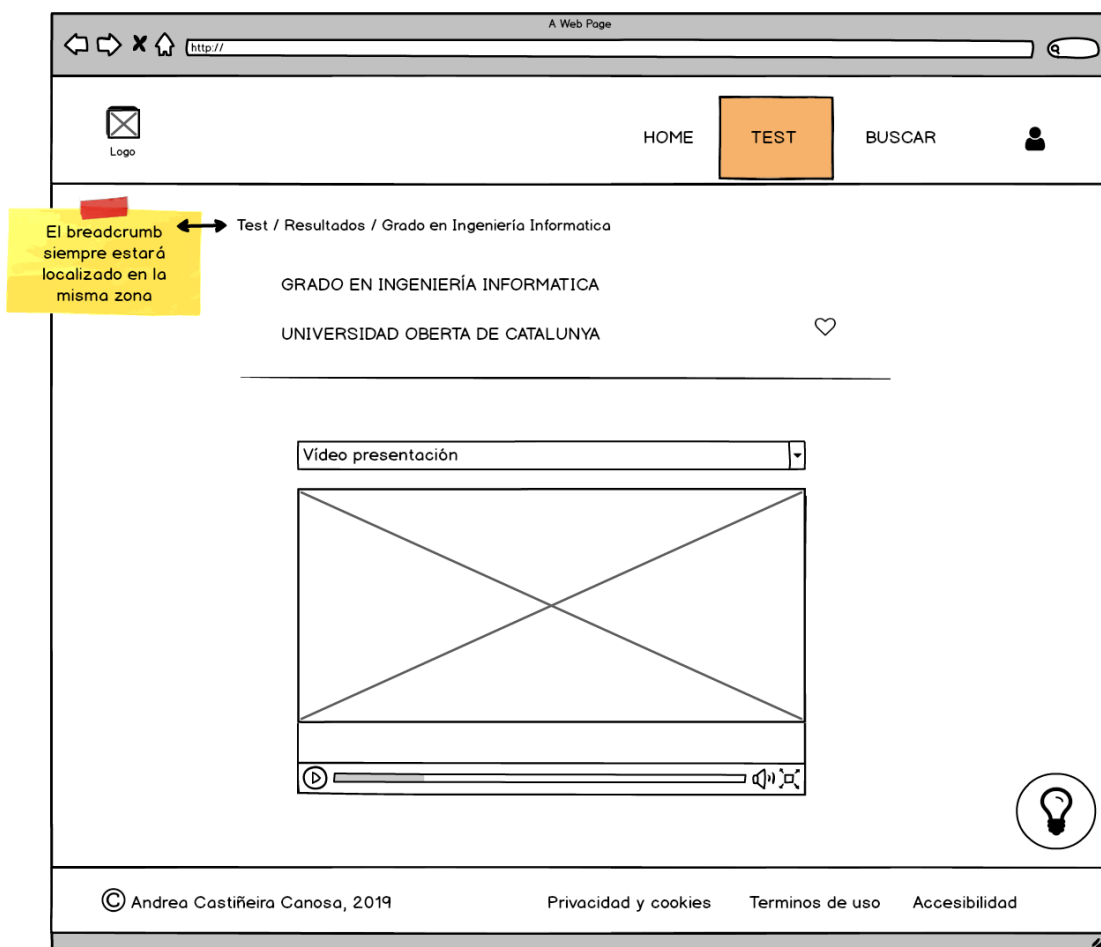 A Web Page
http://
Logo
HOME
TEST
BUSCAR
El breadcrumb
siempre estará
localizado en la
misma zona
Test / Resultados / Grado en Ingeniería Informatica
GRADO EN INGENIERÍA INFORMATICA
UNIVERSIDAD OBERTA DE CATALUNYA
Vídeo presentación
© Andrea Castiñeira Canosa, 2019
Privacidad y cookies
Terminos de uso
Accesibilidad